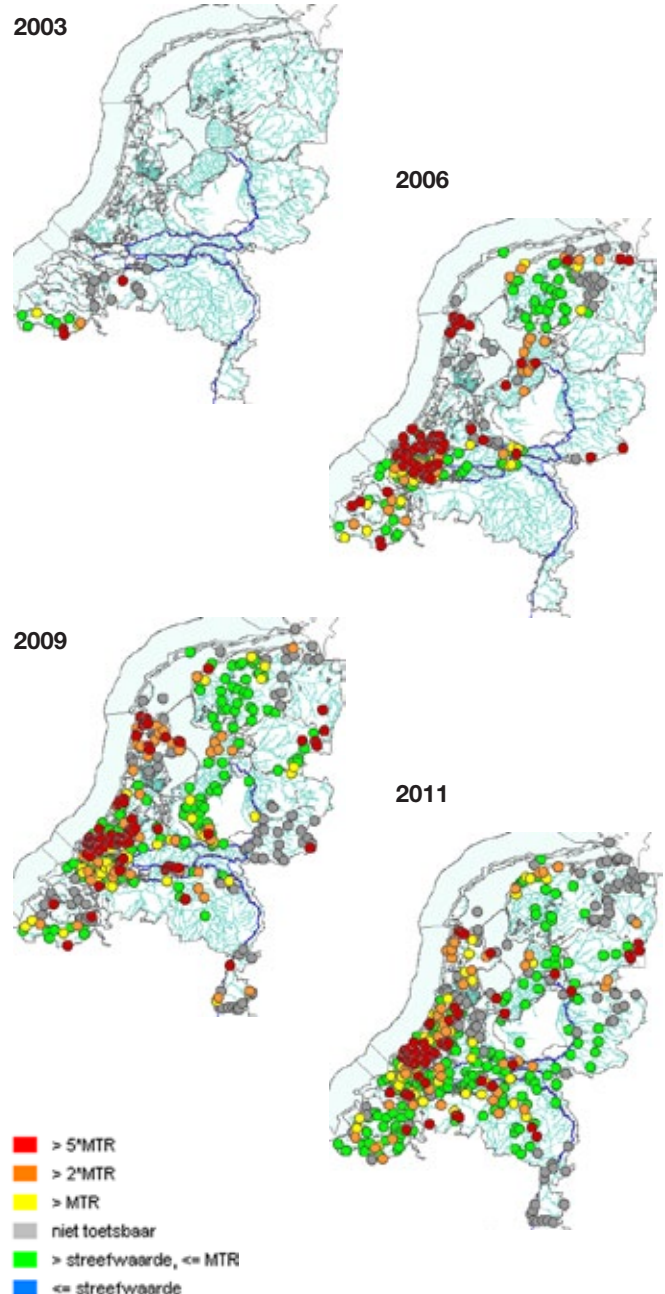 2003
2006
2009
2011
> 5*MTR
> 2*MTR
> MTR
niet toetsbaar
> streefwaarde, <= MTR
<= streefwaarde